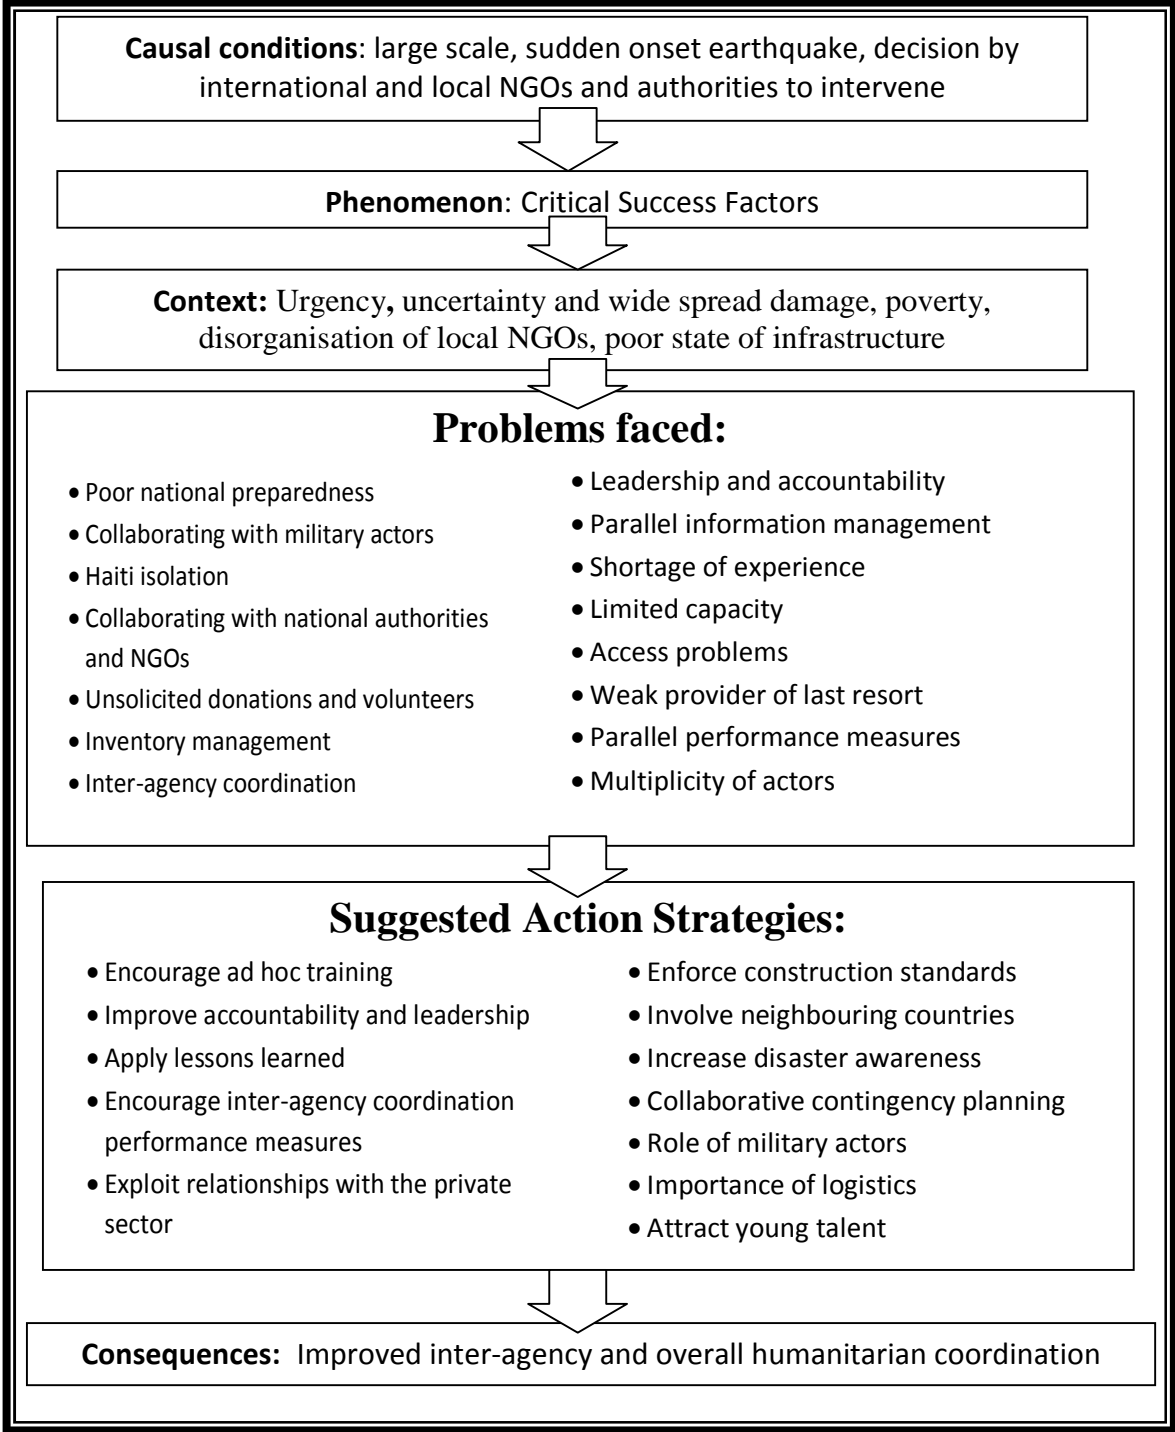 Causal conditions: large scale, sudden onset earthquake, decision by
international and local NGOs and authorities to intervene
Phenomenon: Critical Success Factors
Context: Urgency, uncertainty and wide spread damage, poverty,
disorganisation of local NGOs, poor state of infrastructure
Problems faced:
• Poor national preparedness
• Collaborating with military actors
• Haiti isolation
• Collaborating with national authorities
and NGOs
• Unsolicited donations and volunteers
• Inventory management
• Inter-agency coordination
• Leadership and accountability
• Parallel information management
• Shortage of experience
• Limited capacity
• Access problems
• Weak provider of last resort
• Parallel performance measures
• Multiplicity of actors
Suggested Action Strategies:
• Encourage ad hoc training
• Improve accountability and leadership
• Apply lessons learned
• Encourage inter-agency coordination
performance measures
• Exploit relationships with the private
sector
• Enforce construction standards
• Involve neighbouring countries
• Increase disaster awareness
• Collaborative contingency planning
• Role of military actors
• Importance of logistics
• Attract young talent
Consequences: Improved inter-agency and overall humanitarian coordination